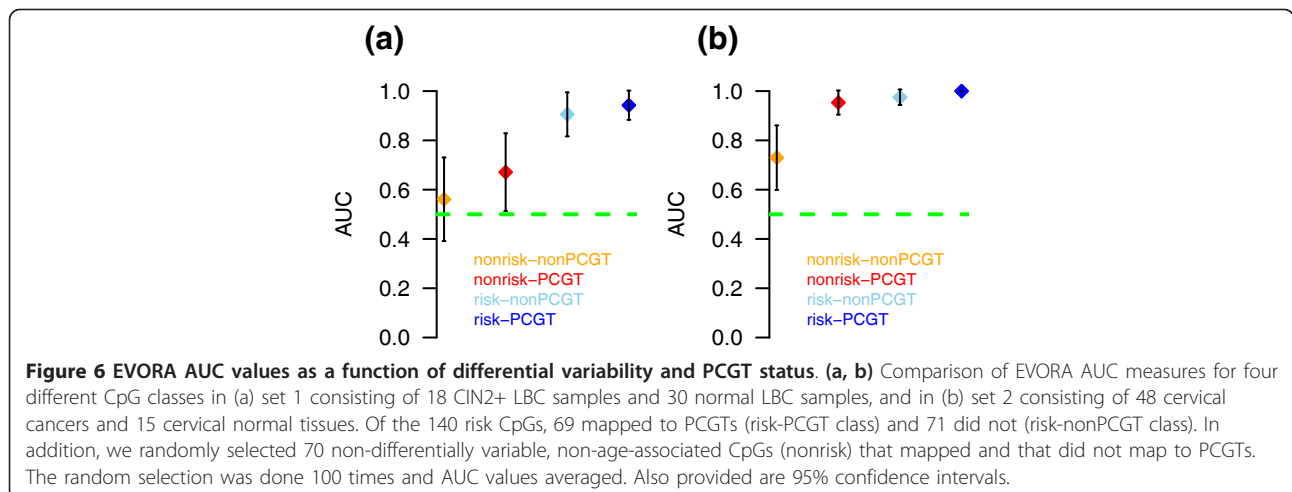 (a)
(b)
1.0
0.8
0.6
0.4
0.2
0.0
AUC
nonrisk−nonPCGT
nonrisk−PCGT
risk−nonPCGT
risk−PCGT
1.0
0.8
0.6
0.4
0.2
0.0
AUC
nonrisk−nonPCGT
nonrisk−PCGT
risk−nonPCGT
risk−PCGT
Figure 6 EVORA AUC values as a function of differential variability and PCGT status. (a, b) Comparison of EVORA AUC measures for four
different CpG classes in (a) set 1 consisting of 18 CIN2+ LBC samples and 30 normal LBC samples, and in (b) set 2 consisting of 48 cervical
cancers and 15 cervical normal tissues. Of the 140 risk CpGs, 69 mapped to PCGTs (risk-PCGT class) and 71 did not (risk-nonPCGT class). In
addition, we randomly selected 70 non-differentially variable, non-age-associated CpGs (nonrisk) that mapped and that did not map to PCGTs.
The random selection was done 100 times and AUC values averaged. Also provided are 95% confidence intervals.